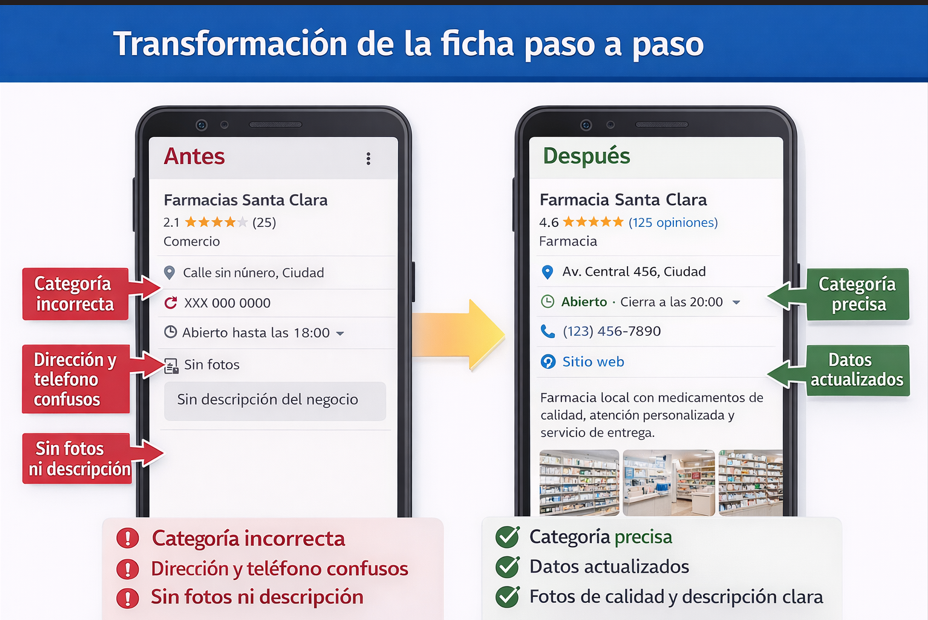 Transformación de la ficha paso a paso
Antes
Farmacias Santa Clara
2.1 ★★★★★ (25)
Comercio
Calle sin núnero, Ciudad
XXX 000 0000
Abierto hasta las 18:00
Sin fotos
Sin descripción del negocio
Categoría
incorrecta
Dirección y
telefono
confusos
Sin fotos
ni descripción
Categoría incorrecta
Dirección y teléfono confusos
Sin fotos ni descripción
Después
Farmacia Santa Clara
4.6 ★★★★★ (125 opiniones)
Farmacia
Av. Central 456, Ciudad
Abierto · Cierra a las 20:00
(123) 456-7890
Sitio web
Farmacia local con medicamentos de
calidad, atención personalizada y
servicio de entrega.
Categoría
precisa
Datos
actualizados
Categoría precisa
Datos actualizados
Fotos de calidad y descripción clara